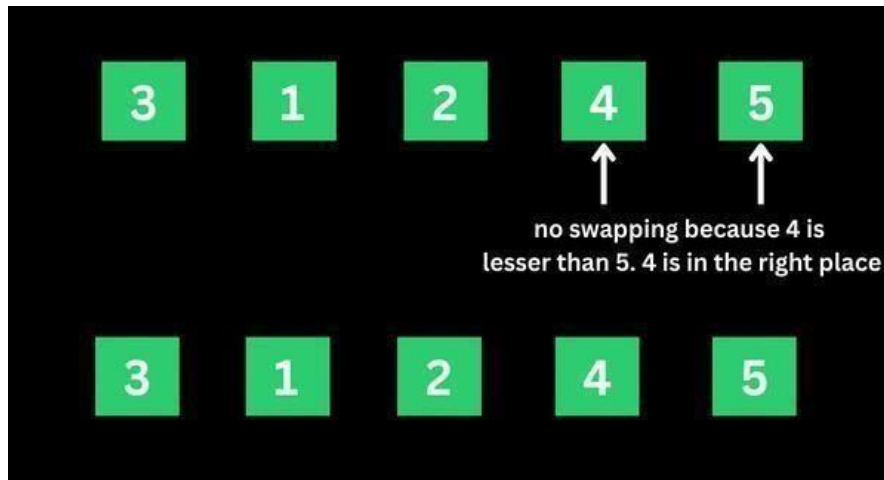 3 1 2 4 5
no swapping because 4 is
lesser than 5. 4 is in the right place
3 1 2 4 5